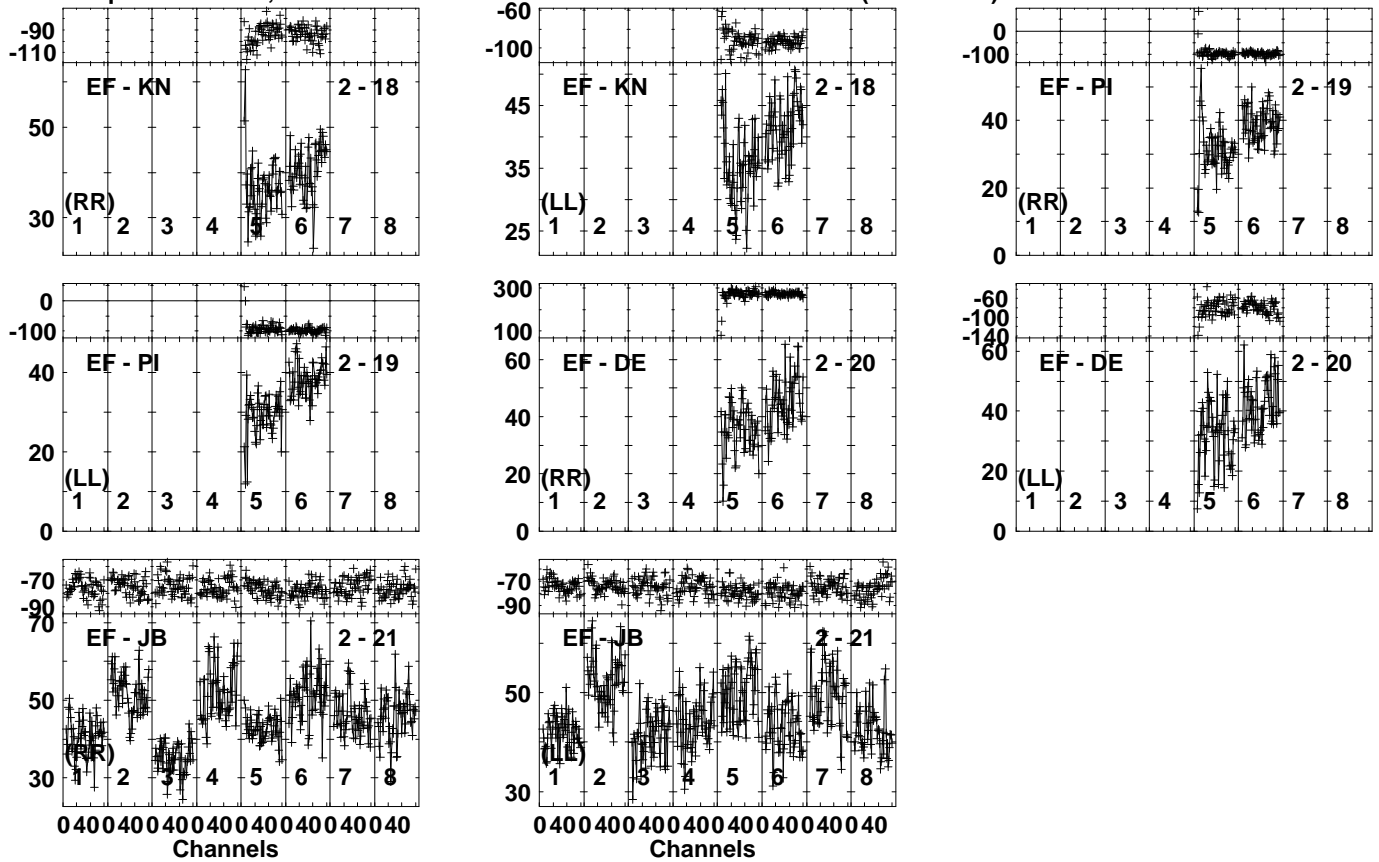 -90
-110
EF - KN 2 - 18
50
30
(RR)
1 2 3 4 5 6 7 8
-60
-100
EF - KN 2 - 18
45
35
25
(LL)
1 2 3 4 5 6 7 8
0
-100
EF - PI 2 - 19
40
20
0
(RR)
1 2 3 4 5 6 7 8
0
-100
EF - PI 2 - 19
40
20
0
(LL)
1 2 3 4 5 6 7 8
300
100
EF - DE 2 - 20
60
40
20
0
(RR)
1 2 3 4 5 6 7 8
-60
-100
-140
EF - DE 2 - 20
60
40
20
0
(LL)
1 2 3 4 5 6 7 8
-70
-90
EF - JB 2 - 21
70
50
30
(RR)
1 2 3 4 5 6 7 8
0 40 0 40 0 40 0 40 0 40 0 40 0 40 0 40
Channels
-70
-90
EF - JB 2 - 21
50
30
(LL)
1 2 3 4 5 6 7 8
0 40 0 40 0 40 0 40 0 40 0 40 0 40 0 40
Channels